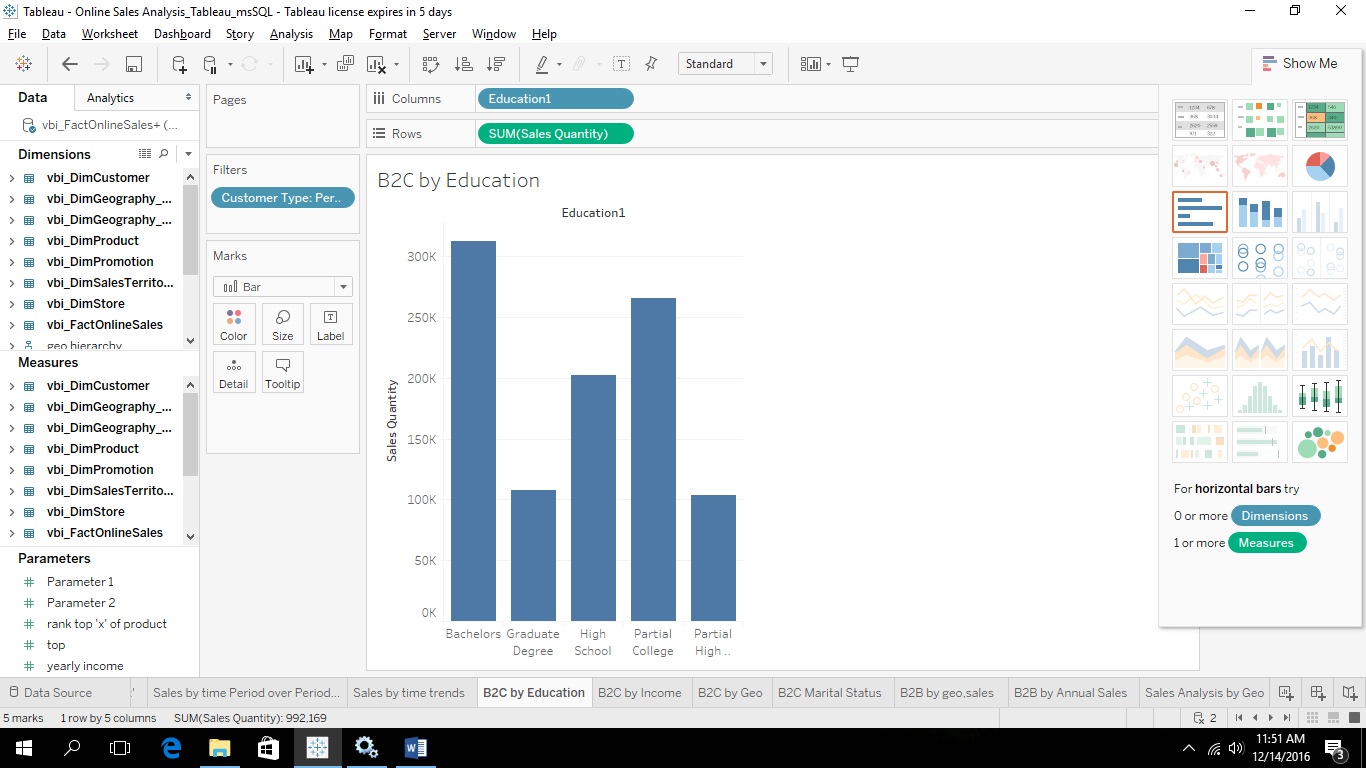 Tableau - Online Sales Analysis_Tableau_msSQL - Tableau license expires in 5 days
File Data Worksheet Dashboard Story Analysis Map Format Server Window Help
Standard
Show Me
Data Analytics
vbi_FactOnlineSales+ (...
Dimensions
vbi_DimCustomer
vbi_DimGeography_...
vbi_DimGeography_...
vbi_DimProduct
vbi_DimPromotion
vbi_DimSalesTerrito...
vbi_DimStore
vbi_FactOnlineSales
geo hierarchy
Measures
vbi_DimCustomer
vbi_DimGeography_...
vbi_DimGeography_...
vbi_DimProduct
vbi_DimPromotion
vbi_DimSalesTerrito...
vbi_DimStore
vbi_FactOnlineSales
Parameters
Parameter 1
Parameter 2
rank top 'x' of product
top
yearly income
Pages
Filters
Customer Type: Per..
Marks
Bar
Color Size Label
Detail Tooltip
Columns Education1
Rows SUM(Sales Quantity)
B2C by Education
Education1
300K
250K
200K
150K
100K
50K
0K
Sales Quantity
Bachelors Graduate Degree High School Partial College Partial High ..
For horizontal bars try
0 or more Dimensions
1 or more Measures
Data Source Sales by time Period over Period... Sales by time trends B2C by Education B2C by Income B2C by Geo B2C Marital Status B2B by geo,sales B2B by Annual Sales Sales Analysis by Geo
5 marks 1 row by 5 columns SUM(Sales Quantity): 992,169 2
11:51 AM
12/14/2016
3